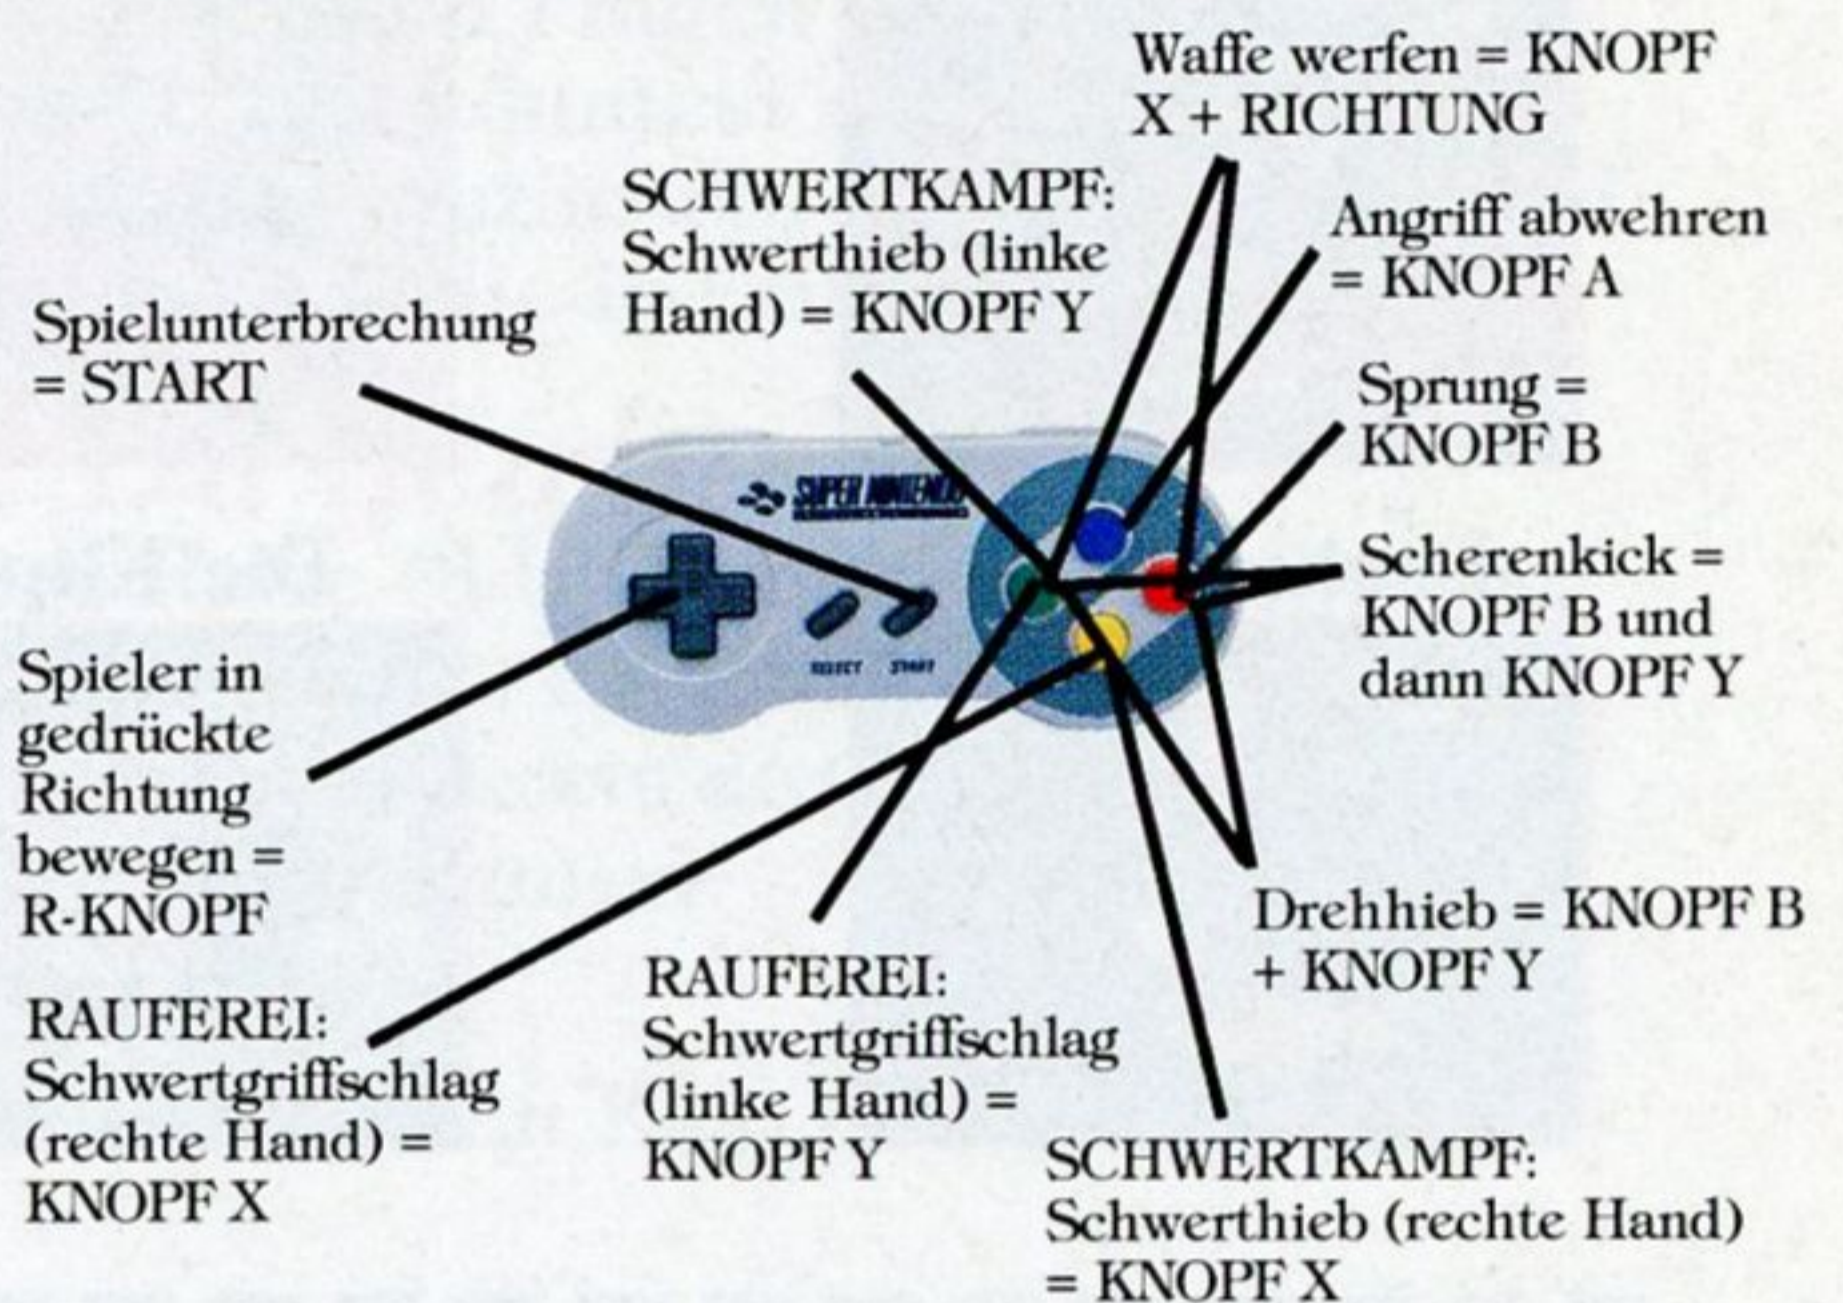 Waffe werfen = KNOPF
X + RICHTUNG
SCHWERTKAMPF:
Schwerthieb (linke
Hand) = KNOPF Y
Angriff abwehren
= KNOPF A
Spielunterbrechung
= START
Sprung =
KNOPF B
SUPER NINTENDO
Scherenkick =
KNOPF B und
dann KNOPF Y
SELECT START
Spieler in
gedrückte
Richtung
bewegen =
R-KNOPF
Drehhieb = KNOPF B
+ KNOPF Y
RAUFEREI:
Schwertgriffschlag
(rechte Hand) =
KNOPF X
RAUFEREI:
Schwertgriffschlag
(linke Hand) =
KNOPF Y
SCHWERTKAMPF:
Schwerthieb (rechte Hand)
= KNOPF X